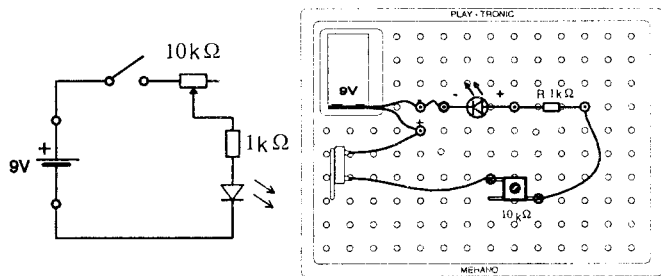 10kΩ
1kΩ
+
9V
PLAY - TRONIC
9V
-
+
R 1kΩ
-
+
10kΩ
MEHANO